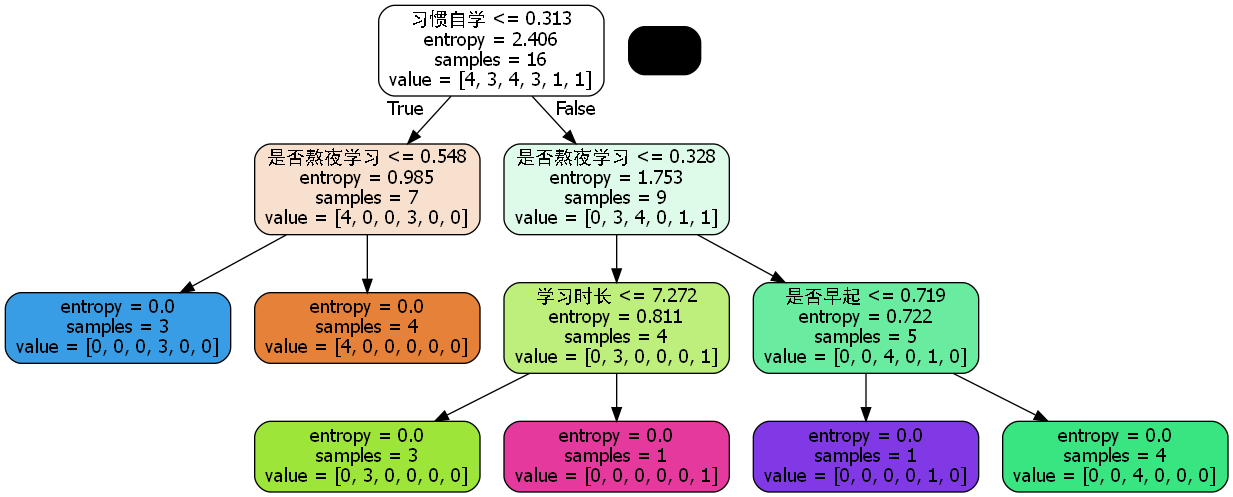 习惯自学 <= 0.313
entropy = 2.406
samples = 16
value = [4, 3, 4, 3, 1, 1]
True
False
是否熬夜学习 <= 0.548
entropy = 0.985
samples = 7
value = [4, 0, 0, 3, 0, 0]
是否熬夜学习 <= 0.328
entropy = 1.753
samples = 9
value = [0, 3, 4, 0, 1, 1]
entropy = 0.0
samples = 3
value = [0, 0, 0, 3, 0, 0]
entropy = 0.0
samples = 4
value = [4, 0, 0, 0, 0, 0]
学习时长 <= 7.272
entropy = 0.811
samples = 4
value = [0, 3, 0, 0, 0, 1]
是否早起 <= 0.719
entropy = 0.722
samples = 5
value = [0, 0, 4, 0, 1, 0]
entropy = 0.0
samples = 3
value = [0, 3, 0, 0, 0, 0]
entropy = 0.0
samples = 1
value = [0, 0, 0, 0, 0, 1]
entropy = 0.0
samples = 1
value = [0, 0, 0, 0, 1, 0]
entropy = 0.0
samples = 4
value = [0, 0, 4, 0, 0, 0]